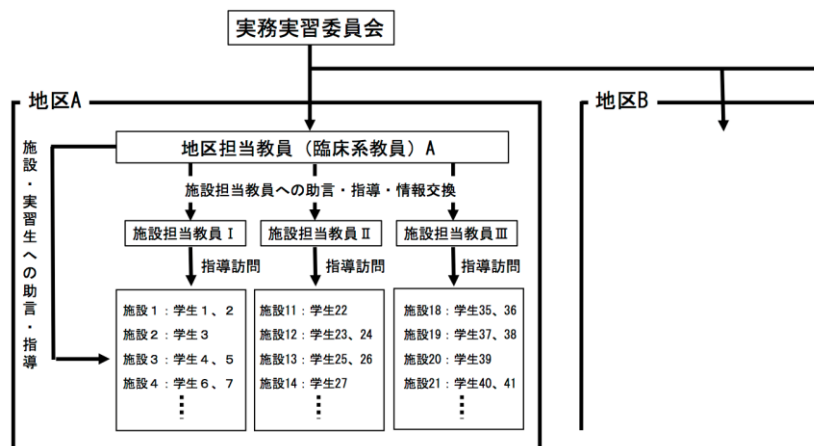 実務実習委員会
地区A
地区B
地区担当教員（臨床系教員）A
施設・実習生への助言・指導
施設担当教員への助言・指導・情報交換
施設担当教員Ⅰ
施設担当教員Ⅱ
施設担当教員Ⅲ
指導訪問
指導訪問
指導訪問
施設１：学生１、２
施設２：学生３
施設３：学生４、５
施設４：学生６、７
施設11：学生22
施設12：学生23、24
施設13：学生25、26
施設14：学生27
施設18：学生35、36
施設19：学生37、38
施設20：学生39
施設21：学生40、41